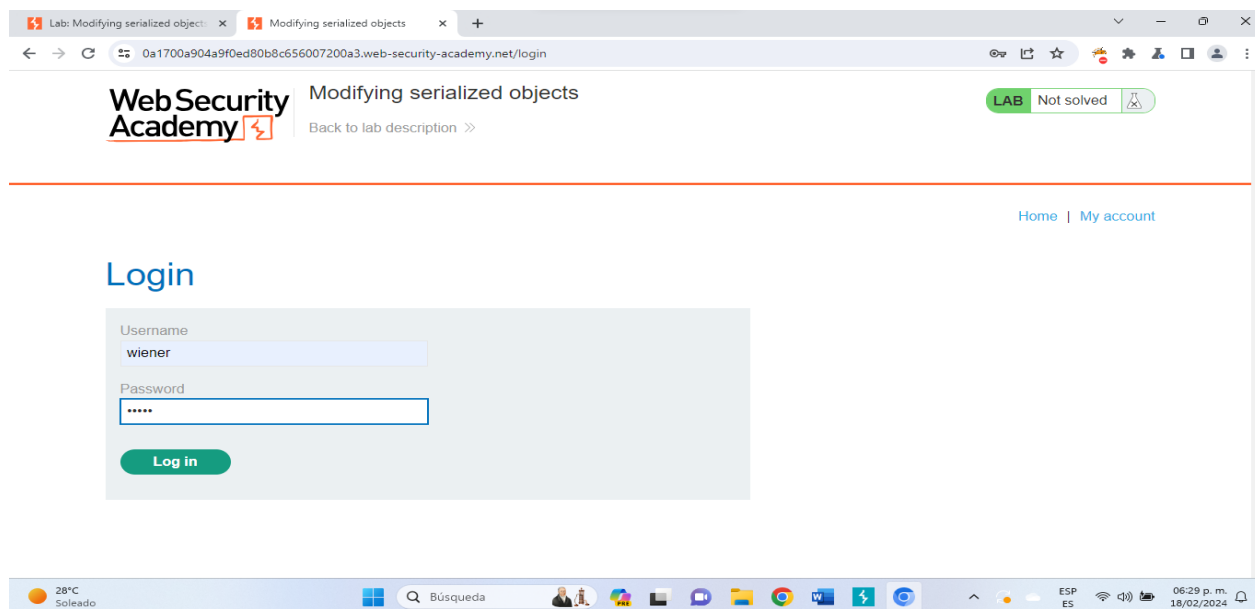 Lab: Modifying serialized object
Modifying serialized objects
0a1700a904a9f0ed80b8c656007200a3.web-security-academy.net/login
Web Security
Academy
Modifying serialized objects
Back to lab description
LAB Not solved
Home | My account
Login
Username
wiener
Password
•••••
Log in
28°C
Soleado
Búsqueda
PRE
ESP
ES
06:29 p. m.
18/02/2024